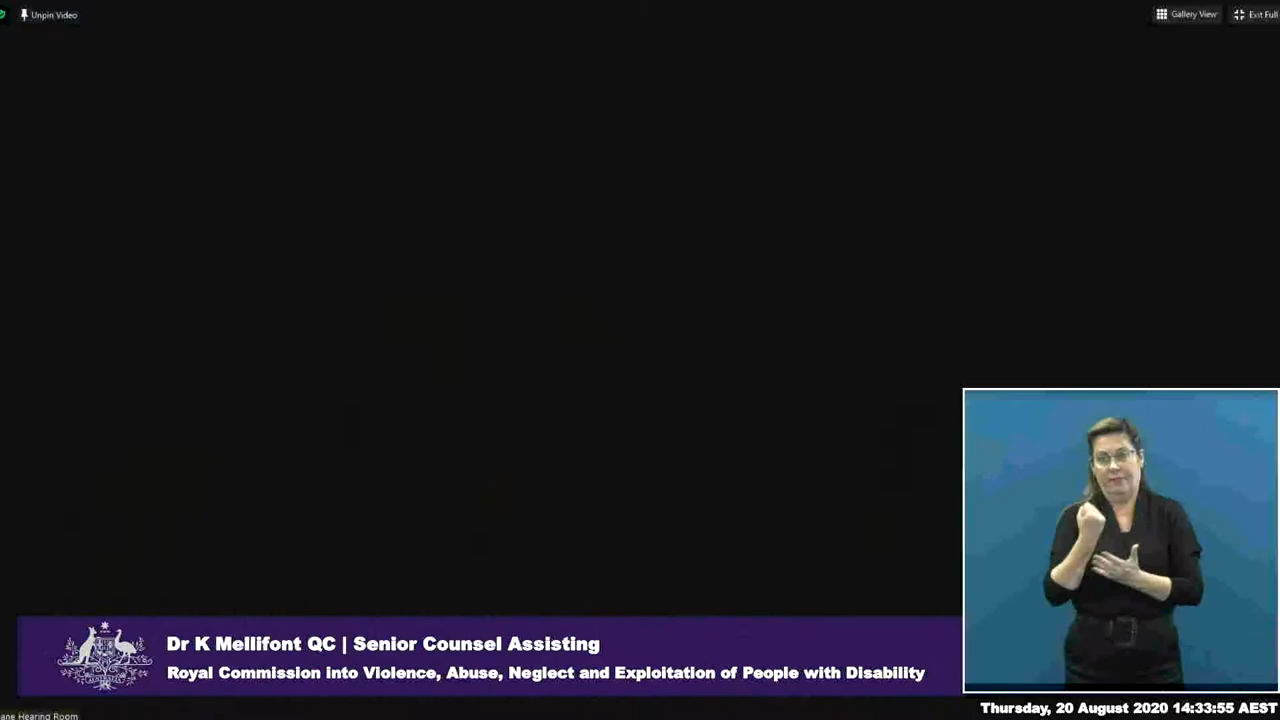 Unpin Video
Gallery View
Exit Full
Dr K Mellifont QC | Senior Counsel Assisting
Royal Commission into Violence, Abuse, Neglect and Exploitation of People with Disability
Thursday, 20 August 2020 14:33:55 AEST
ane Hearing Room